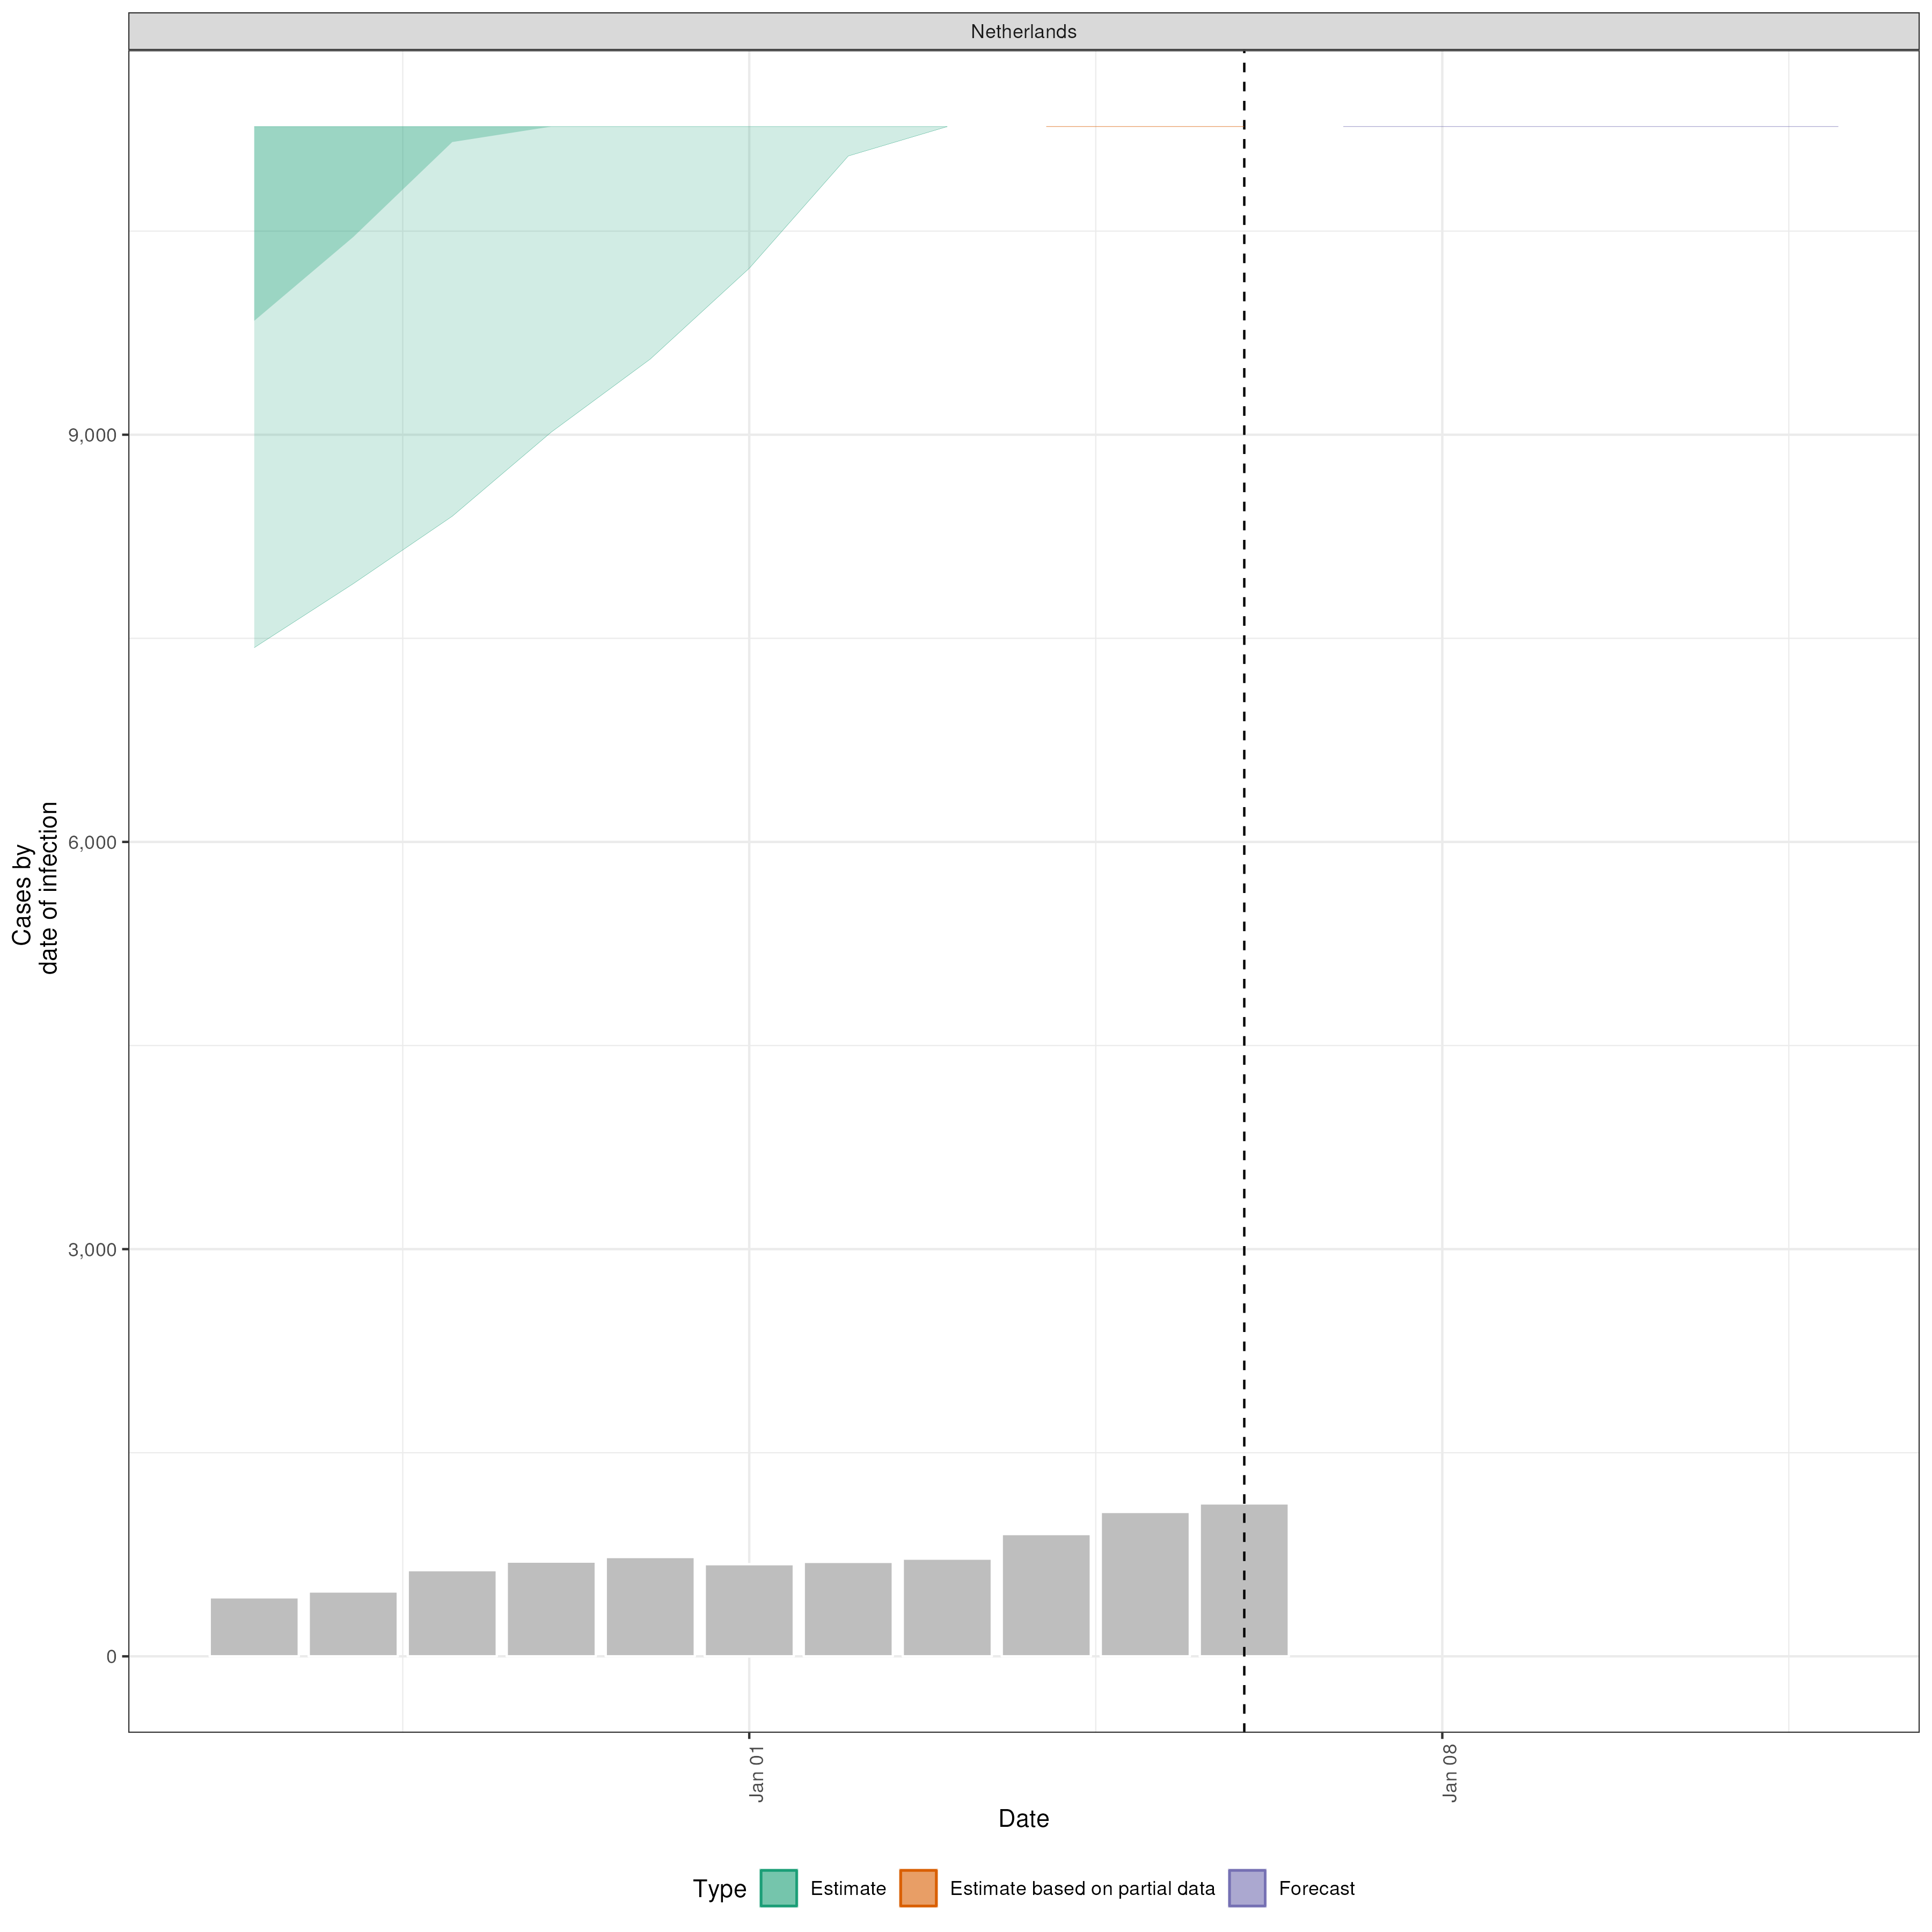 Netherlands
9,000
6,000
3,000
0
Cases by
date of infection
Jan 01
Jan 08
Date
Type
Estimate
Estimate based on partial data
Forecast